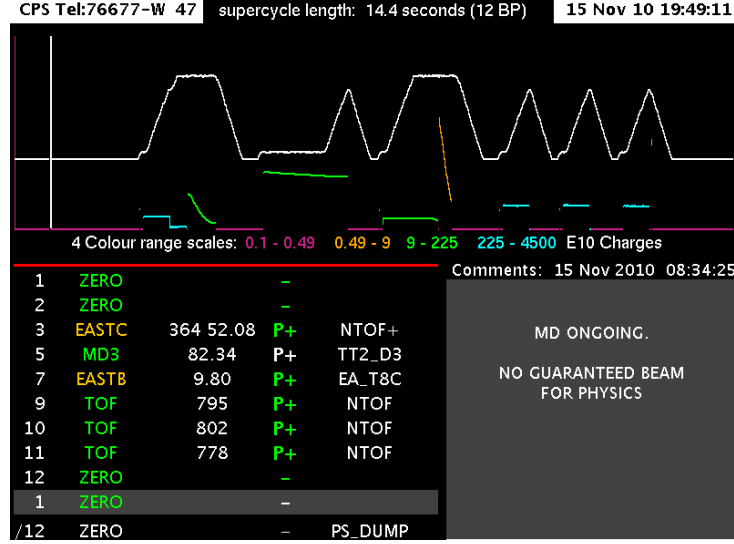 CPS Tel:76677-W 47 supercycle length: 14.4 seconds (12 BP) 15 Nov 10 19:49:11
4 Colour range scales: 0.1 - 0.49 0.49 - 9 9 - 225 225 - 4500 E10 Charges
Comments: 15 Nov 2010 08:34:25
1 ZERO –
2 ZERO –
3 EASTC 364 52.08 P+ NTOF+
5 MD3 82.34 P+ TT2_D3
7 EASTB 9.80 P+ EA_T8C
9 TOF 795 P+ NTOF
10 TOF 802 P+ NTOF
11 TOF 778 P+ NTOF
12 ZERO –
1 ZERO –
/12 ZERO – PS_DUMP
MD ONGOING.
NO GUARANTEED BEAM
FOR PHYSICS